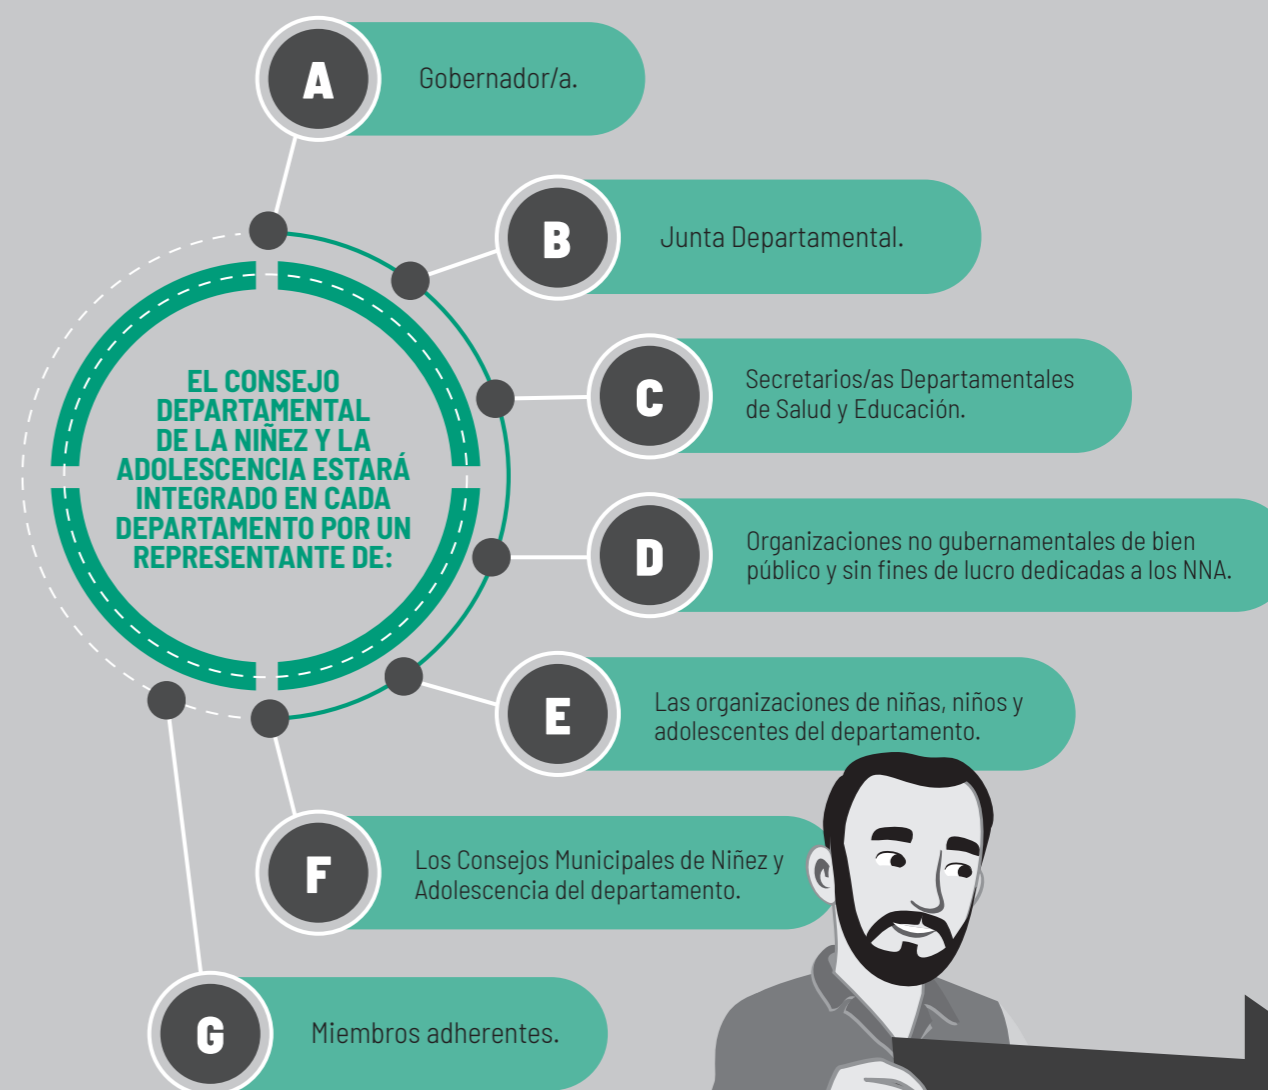 A
Gobernador/a.
B
Junta Departamental.
EL CONSEJO
DEPARTAMENTAL
DE LA NIÑEZ Y LA
ADOLESCENCIA ESTARÁ
INTEGRADO EN CADA
DEPARTAMENTO POR UN
REPRESENTANTE DE:
C
Secretarios/as Departamentales
de Salud y Educación.
D
Organizaciones no gubernamentales de bien
público y sin fines de lucro dedicadas a los NNA.
E
Las organizaciones de niñas, niños y
adolescentes del departamento.
F
Los Consejos Municipales de Niñez y
Adolescencia del departamento.
G
Miembros adherentes.